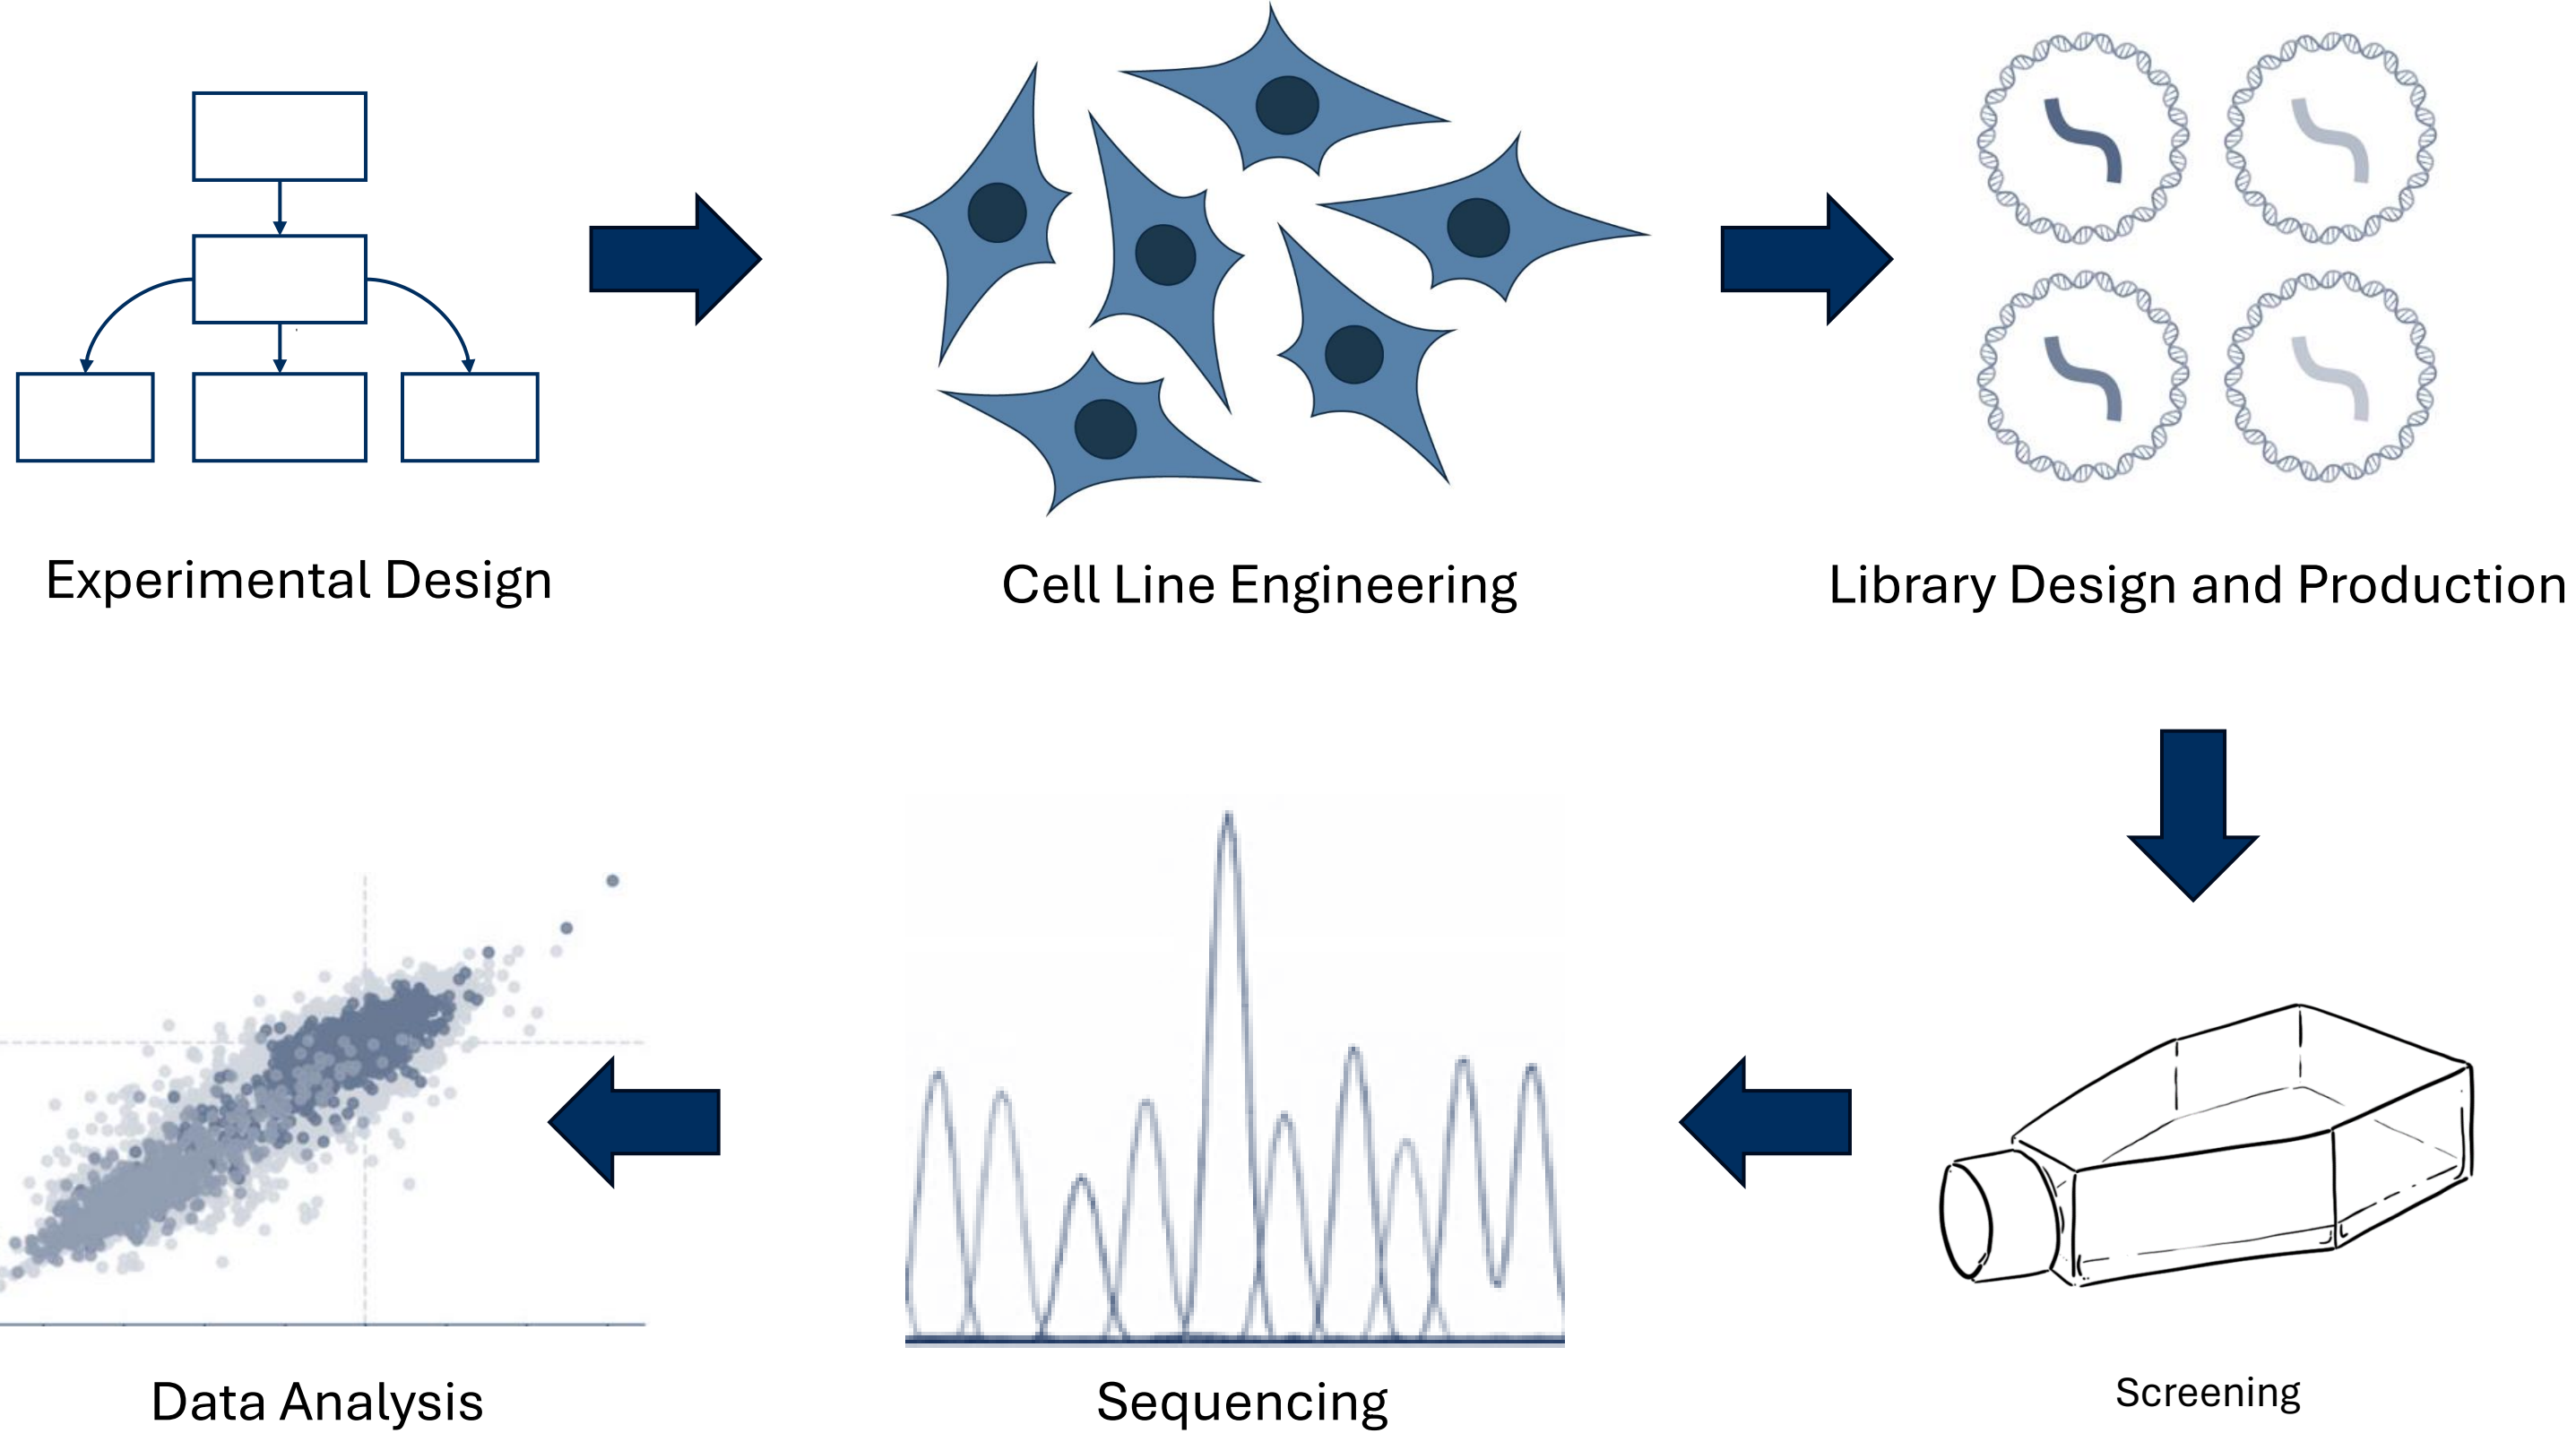 Experimental Design
Cell Line Engineering
Library Design and Production
Screening
Sequencing
Data Analysis